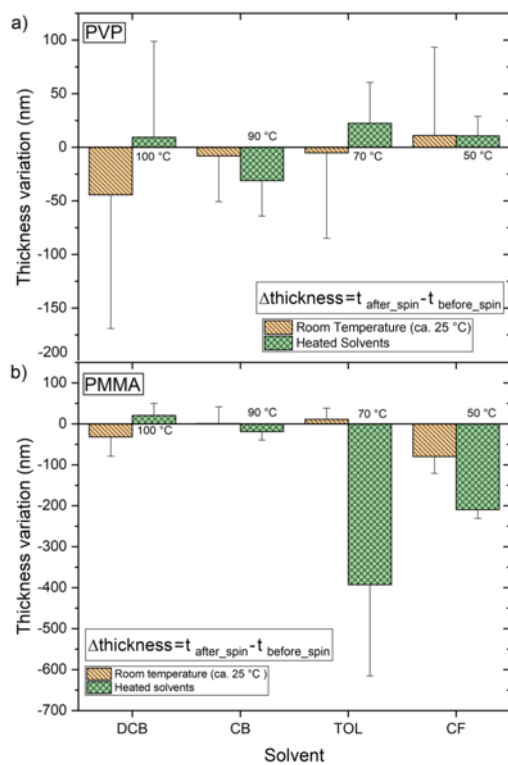 a)
PVP
Thickness variation (nm)
100
50
0
-50
-100
-150
-200
90 °C
100 °C
70 °C
50 °C
Δthickness=t after_spin-t before_spin
Room Temperature (ca. 25 °C)
Heated Solvents
b)
PMMA
Thickness variation (nm)
100
0
-100
-200
-300
-400
-500
-600
-700
90 °C
70 °C
50 °C
100 °C
Δthickness=t after_spin-t before_spin
Room temperature (ca. 25 °C )
Heated solvents
DCB CB TOL CF
Solvent